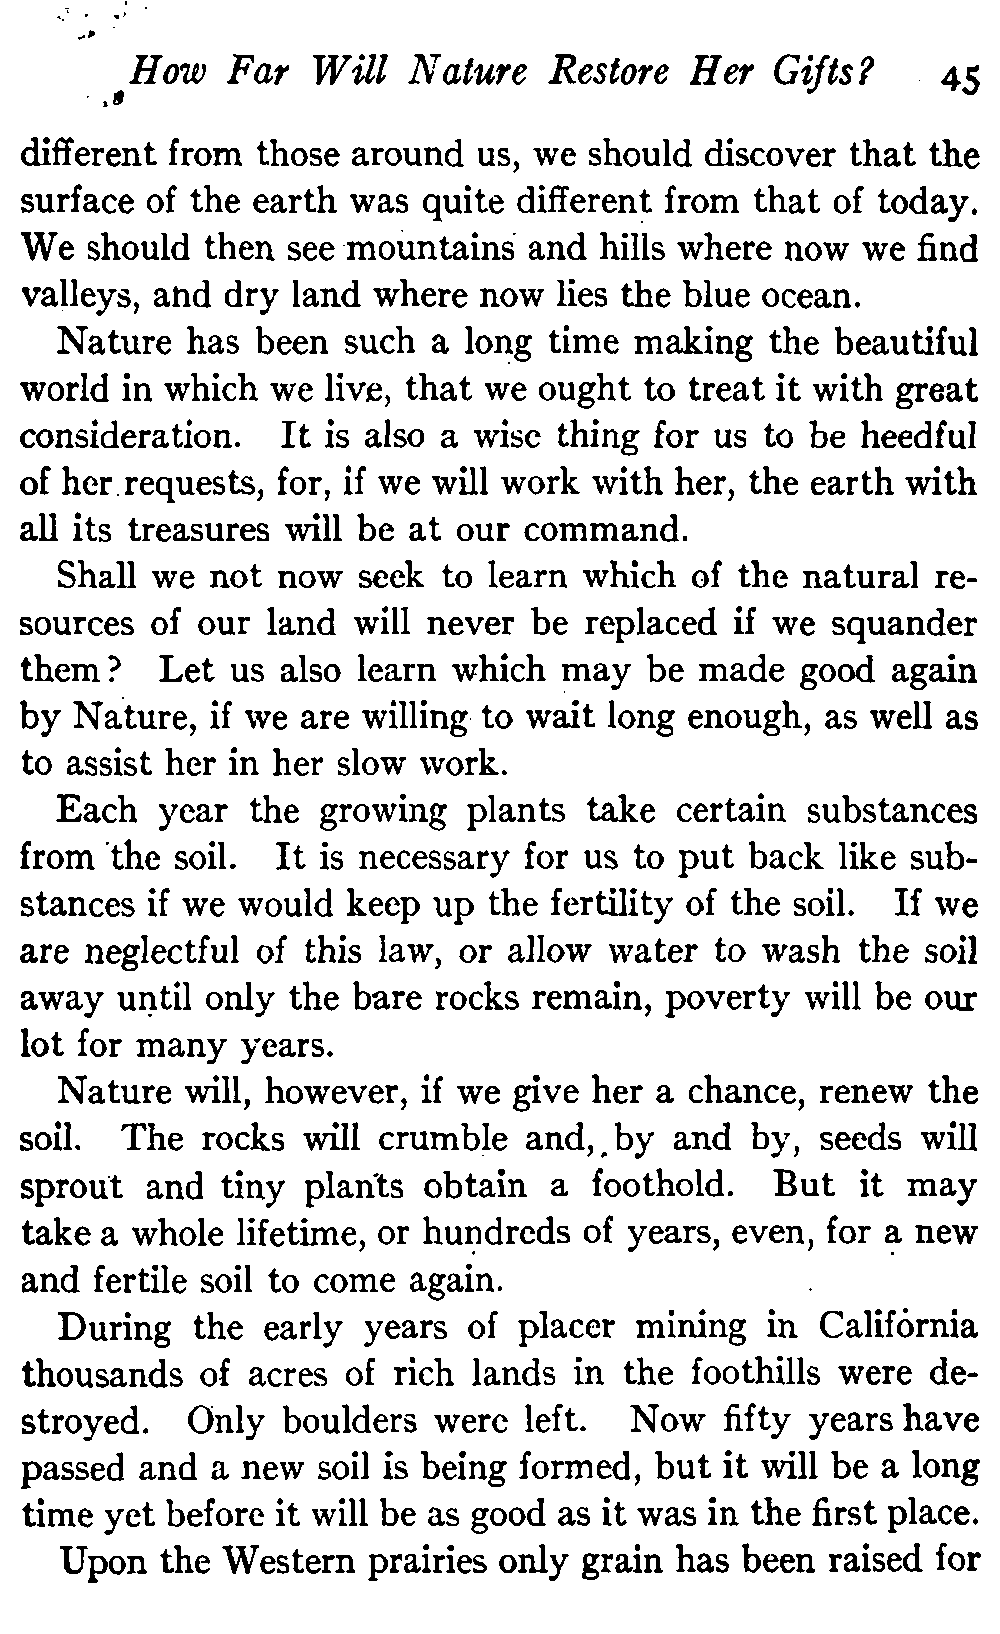 How Far Will Nature Restore Her Gifts? 45
different from those around us, we should discover that the
surface of the earth was quite different from that of today.
We should then see mountains and hills where now we find
valleys, and dry land where now lies the blue ocean.
Nature has been such a long time making the beautiful
world in which we live, that we ought to treat it with great
consideration. It is also a wise thing for us to be heedful
of her requests, for, if we will work with her, the earth with
all its treasures will be at our command.
Shall we not now seek to learn which of the natural re-
sources of our land will never be replaced if we squander
them? Let us also learn which may be made good again
by Nature, if we are willing to wait long enough, as well as
to assist her in her slow work.
Each year the growing plants take certain substances
from the soil. It is necessary for us to put back like sub-
stances if we would keep up the fertility of the soil. If we
are neglectful of this law, or allow water to wash the soil
away until only the bare rocks remain, poverty will be our
lot for many years.
Nature will, however, if we give her a chance, renew the
soil. The rocks will crumble and, by and by, seeds will
sprout and tiny plants obtain a foothold. But it may
take a whole lifetime, or hundreds of years, even, for a new
and fertile soil to come again.
During the early years of placer mining in California
thousands of acres of rich lands in the foothills were de-
stroyed. Only boulders were left. Now fifty years have
passed and a new soil is being formed, but it will be a long
time yet before it will be as good as it was in the first place.
Upon the Western prairies only grain has been raised for